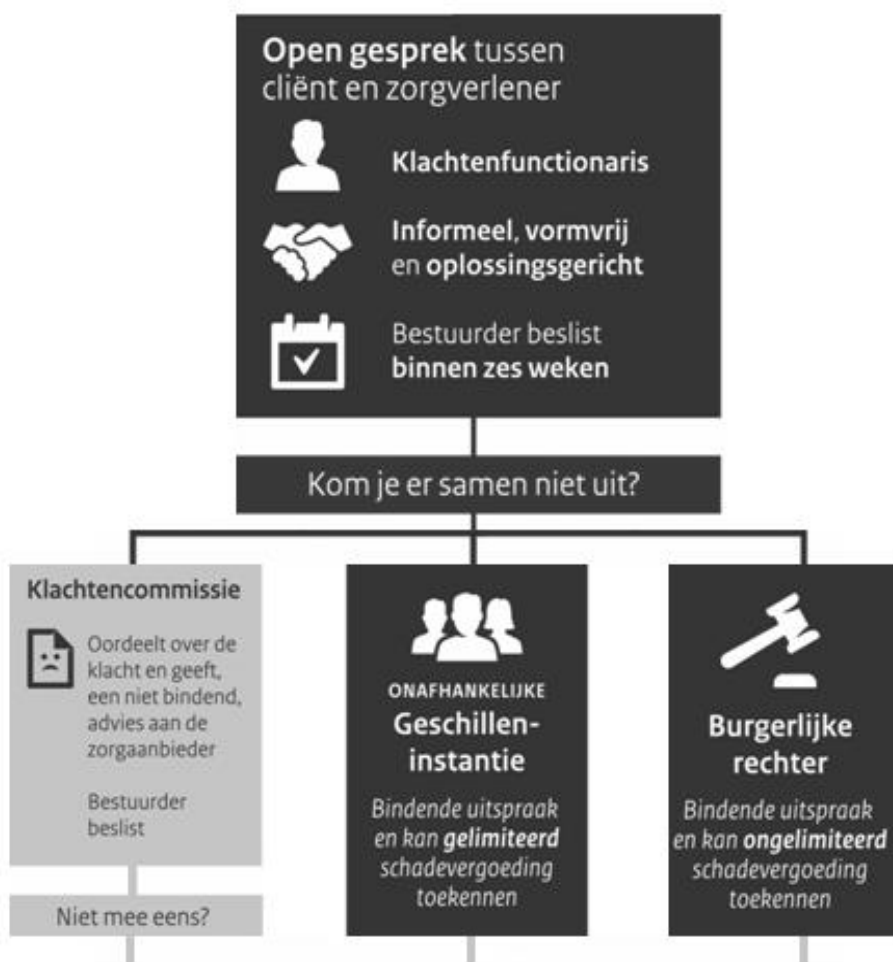 Open gesprek tussen
cliënt en zorgverlener
Klachtenfunctionaris
Informeel, vormvrij
en oplossingsgericht
Bestuurder beslist
binnen zes weken
Kom je er samen niet uit?
Klachtencommissie
Oordeelt over de
klacht en geeft,
een niet bindend,
advies aan de
zorgaanbieder
Bestuurder
beslist
Niet mee eens?
ONAFHANKELIJKE
Geschillen-
instantie
Bindende uitspraak
en kan gelimiteerd
schadevergoeding
toekennen
Burgerlijke
rechter
Bindende uitspraak
en kan ongelimiteerd
schadevergoeding
toekennen